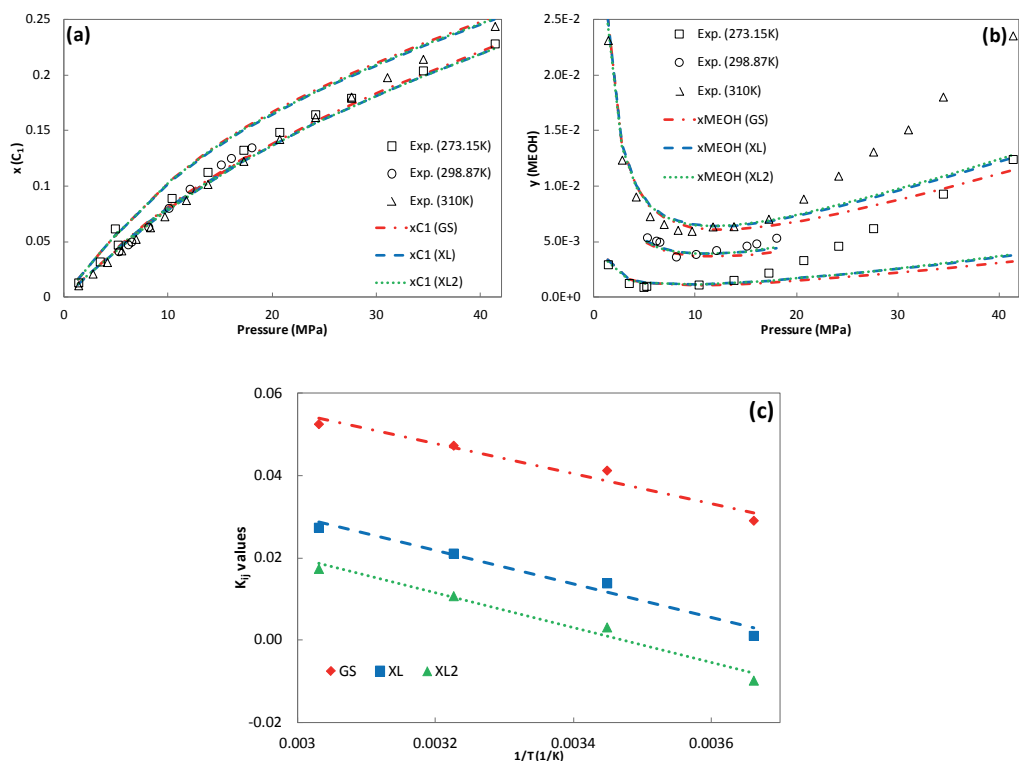 (a)
0.25
0.2
0.15
0.1
0.05
0
x(C1)
0 10 20 30 40
Pressure (MPa)
Exp. (273.15K)
Exp. (298.87K)
Exp. (310K)
xC1 (GS)
xC1 (XL)
xC1 (XL2)
(b)
2.5E-2
2.0E-2
1.5E-2
1.0E-2
5.0E-3
0.0E+0
y (MEOH)
0 10 20 30 40
Pressure (MPa)
Exp. (273.15K)
Exp. (298.87K)
Exp. (310K)
xMEOH (GS)
xMEOH (XL)
xMEOH (XL2)
(c)
0.06
0.04
0.02
0.00
-0.02
Kij values
GS XL XL2
0.003 0.0032 0.0034 0.0036
1/T (1/K)